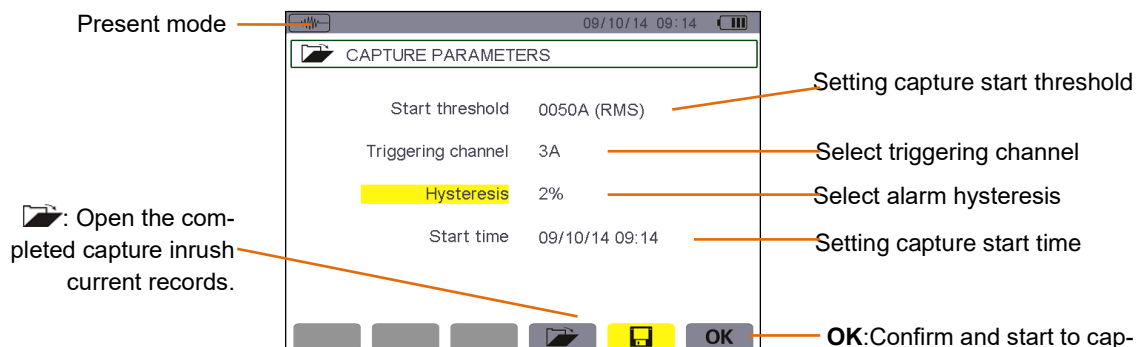 Present mode
09/10/14 09:14
CAPTURE PARAMETERS
Setting capture start threshold
Start threshold 0050A (RMS)
Triggering channel 3A
Select triggering channel
Hysteresis 2%
Select alarm hysteresis
: Open the com-
pleted capture inrush
current records.
Start time 09/10/14 09:14
Setting capture start time
OK
OK:Confirm and start to cap-